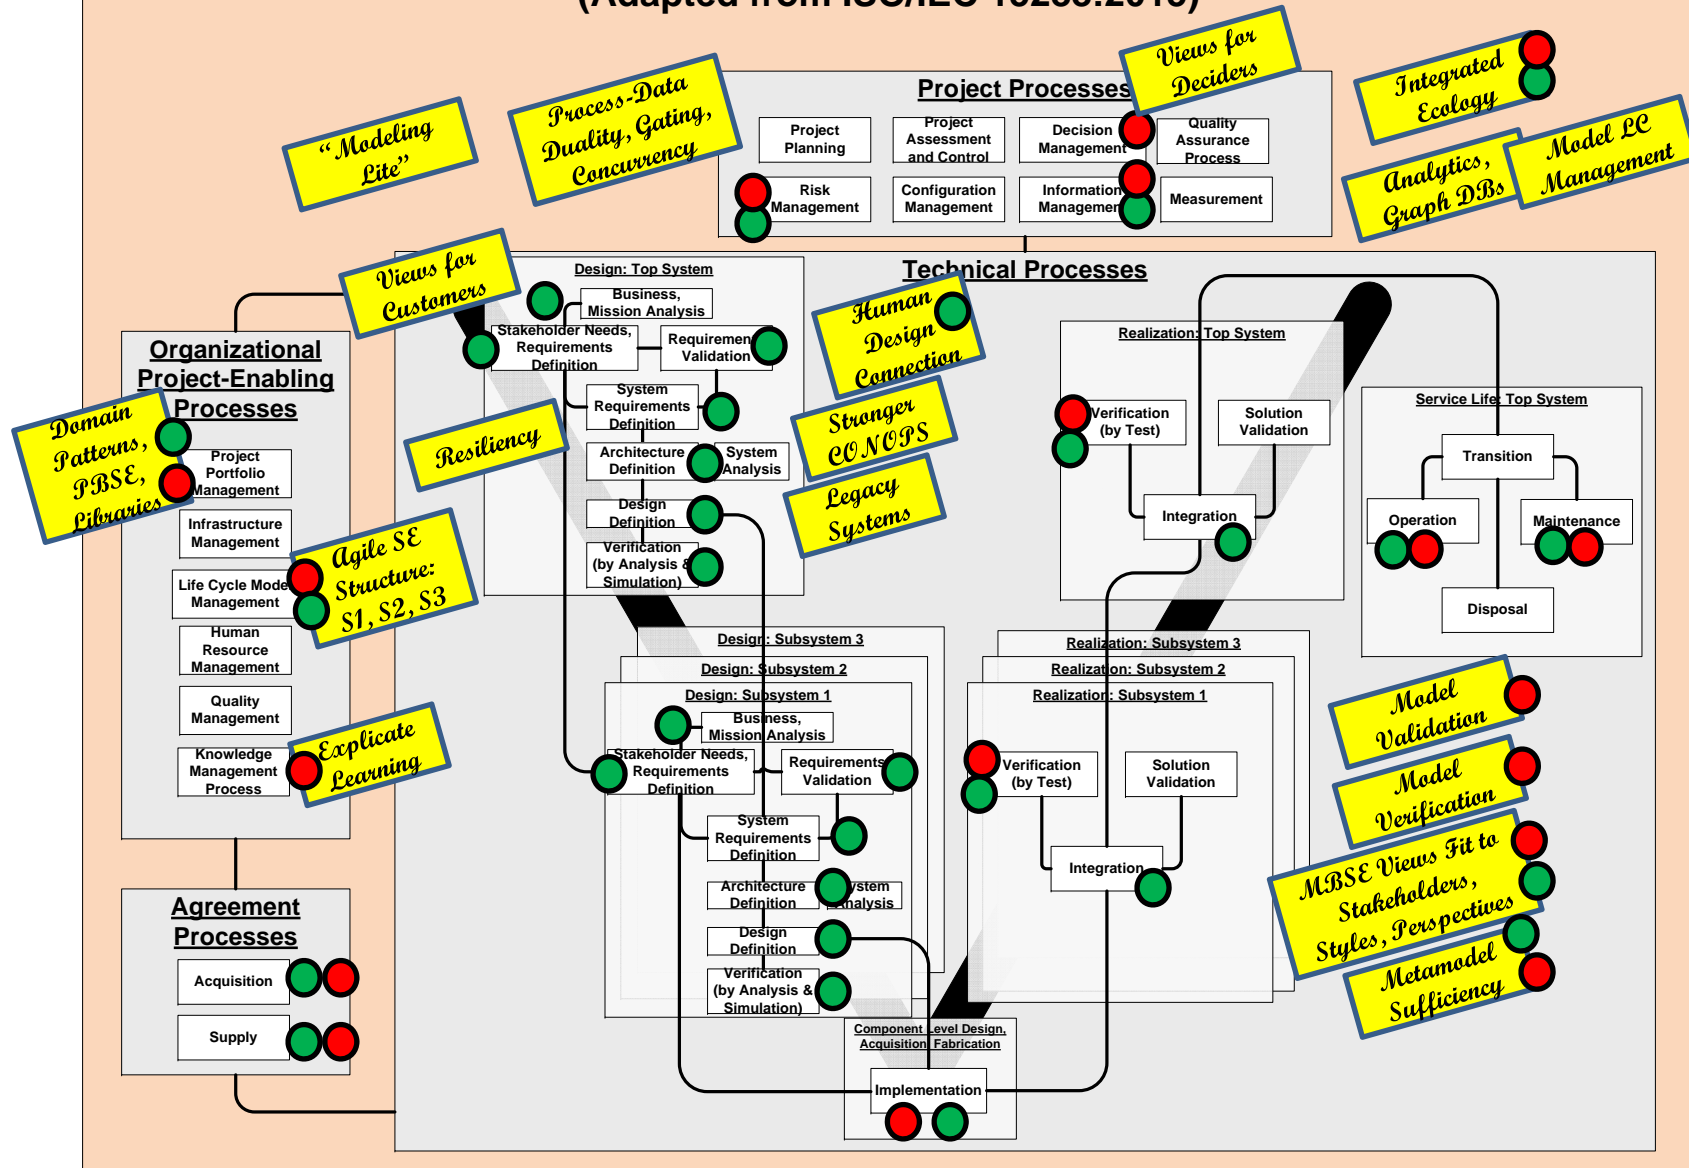 (Adapted from ISO/IEC 15288:2015)
Views for
Deciders
Integrated
Ecology
Process-Data
Duality, Gating,
Concurrency
“Modeling
Lite”
Analytics,
Graph DBs
Model LC
Management
Project Processes
Project
Planning
Project
Assessment
and Control
Decision
Management
Quality
Assurance
Process
Risk
Management
Configuration
Management
Information
Management
Measurement
Views for
Customers
Technical Processes
Design: Top System
Business,
Mission Analysis
Stakeholder Needs,
Requirements
Definition
Requiremen
Validation
System
Requirements
Definition
Architecture
Definition
System
Analysis
Design
Definition
Verification
(by Analysis &
Simulation)
Resiliency
Human
Design
Connection
Stronger
CONOPS
Legacy
Systems
Realization: Top System
Verification
(by Test)
Solution
Validation
Integration
Service Life: Top System
Transition
Operation
Maintenance
Disposal
Organizational
Project-Enabling
Processes
Domain
Patterns,
PBSE,
Libraries
Project
Portfolio
Management
Infrastructure
Management
Life Cycle Mode
Management
Agile SE
Structure:
S1, S2, S3
Human
Resource
Management
Quality
Management
Knowledge
Management
Process
Explicate
Learning
Agreement
Processes
Acquisition
Supply
Design: Subsystem 3
Design: Subsystem 2
Design: Subsystem 1
Business,
Mission Analysis
Stakeholder Needs,
Requirements
Definition
Requirements
Validation
System
Requirements
Definition
Architecture
Definition
ystem
Analysis
Design
Definition
Verification
(by Analysis &
Simulation)
Realization: Subsystem 3
Realization: Subsystem 2
Realization: Subsystem 1
Verification
(by Test)
Solution
Validation
Integration
Component Level Design,
Acquisition, Fabrication
Implementation
Model
Validation
Model
Verification
MBSE Views Fit to
Stakeholders,
Styles, Perspectives
Metamodel
Sufficiency